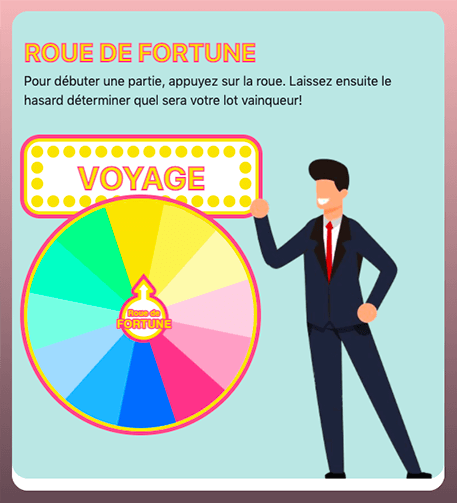 ROUE DE FORTUNE
Pour débuter une partie, appuyez sur la roue. Laissez ensuite le
hasard déterminer quel sera votre lot vainqueur!
VOYAGE
Roue de
FORTUNE